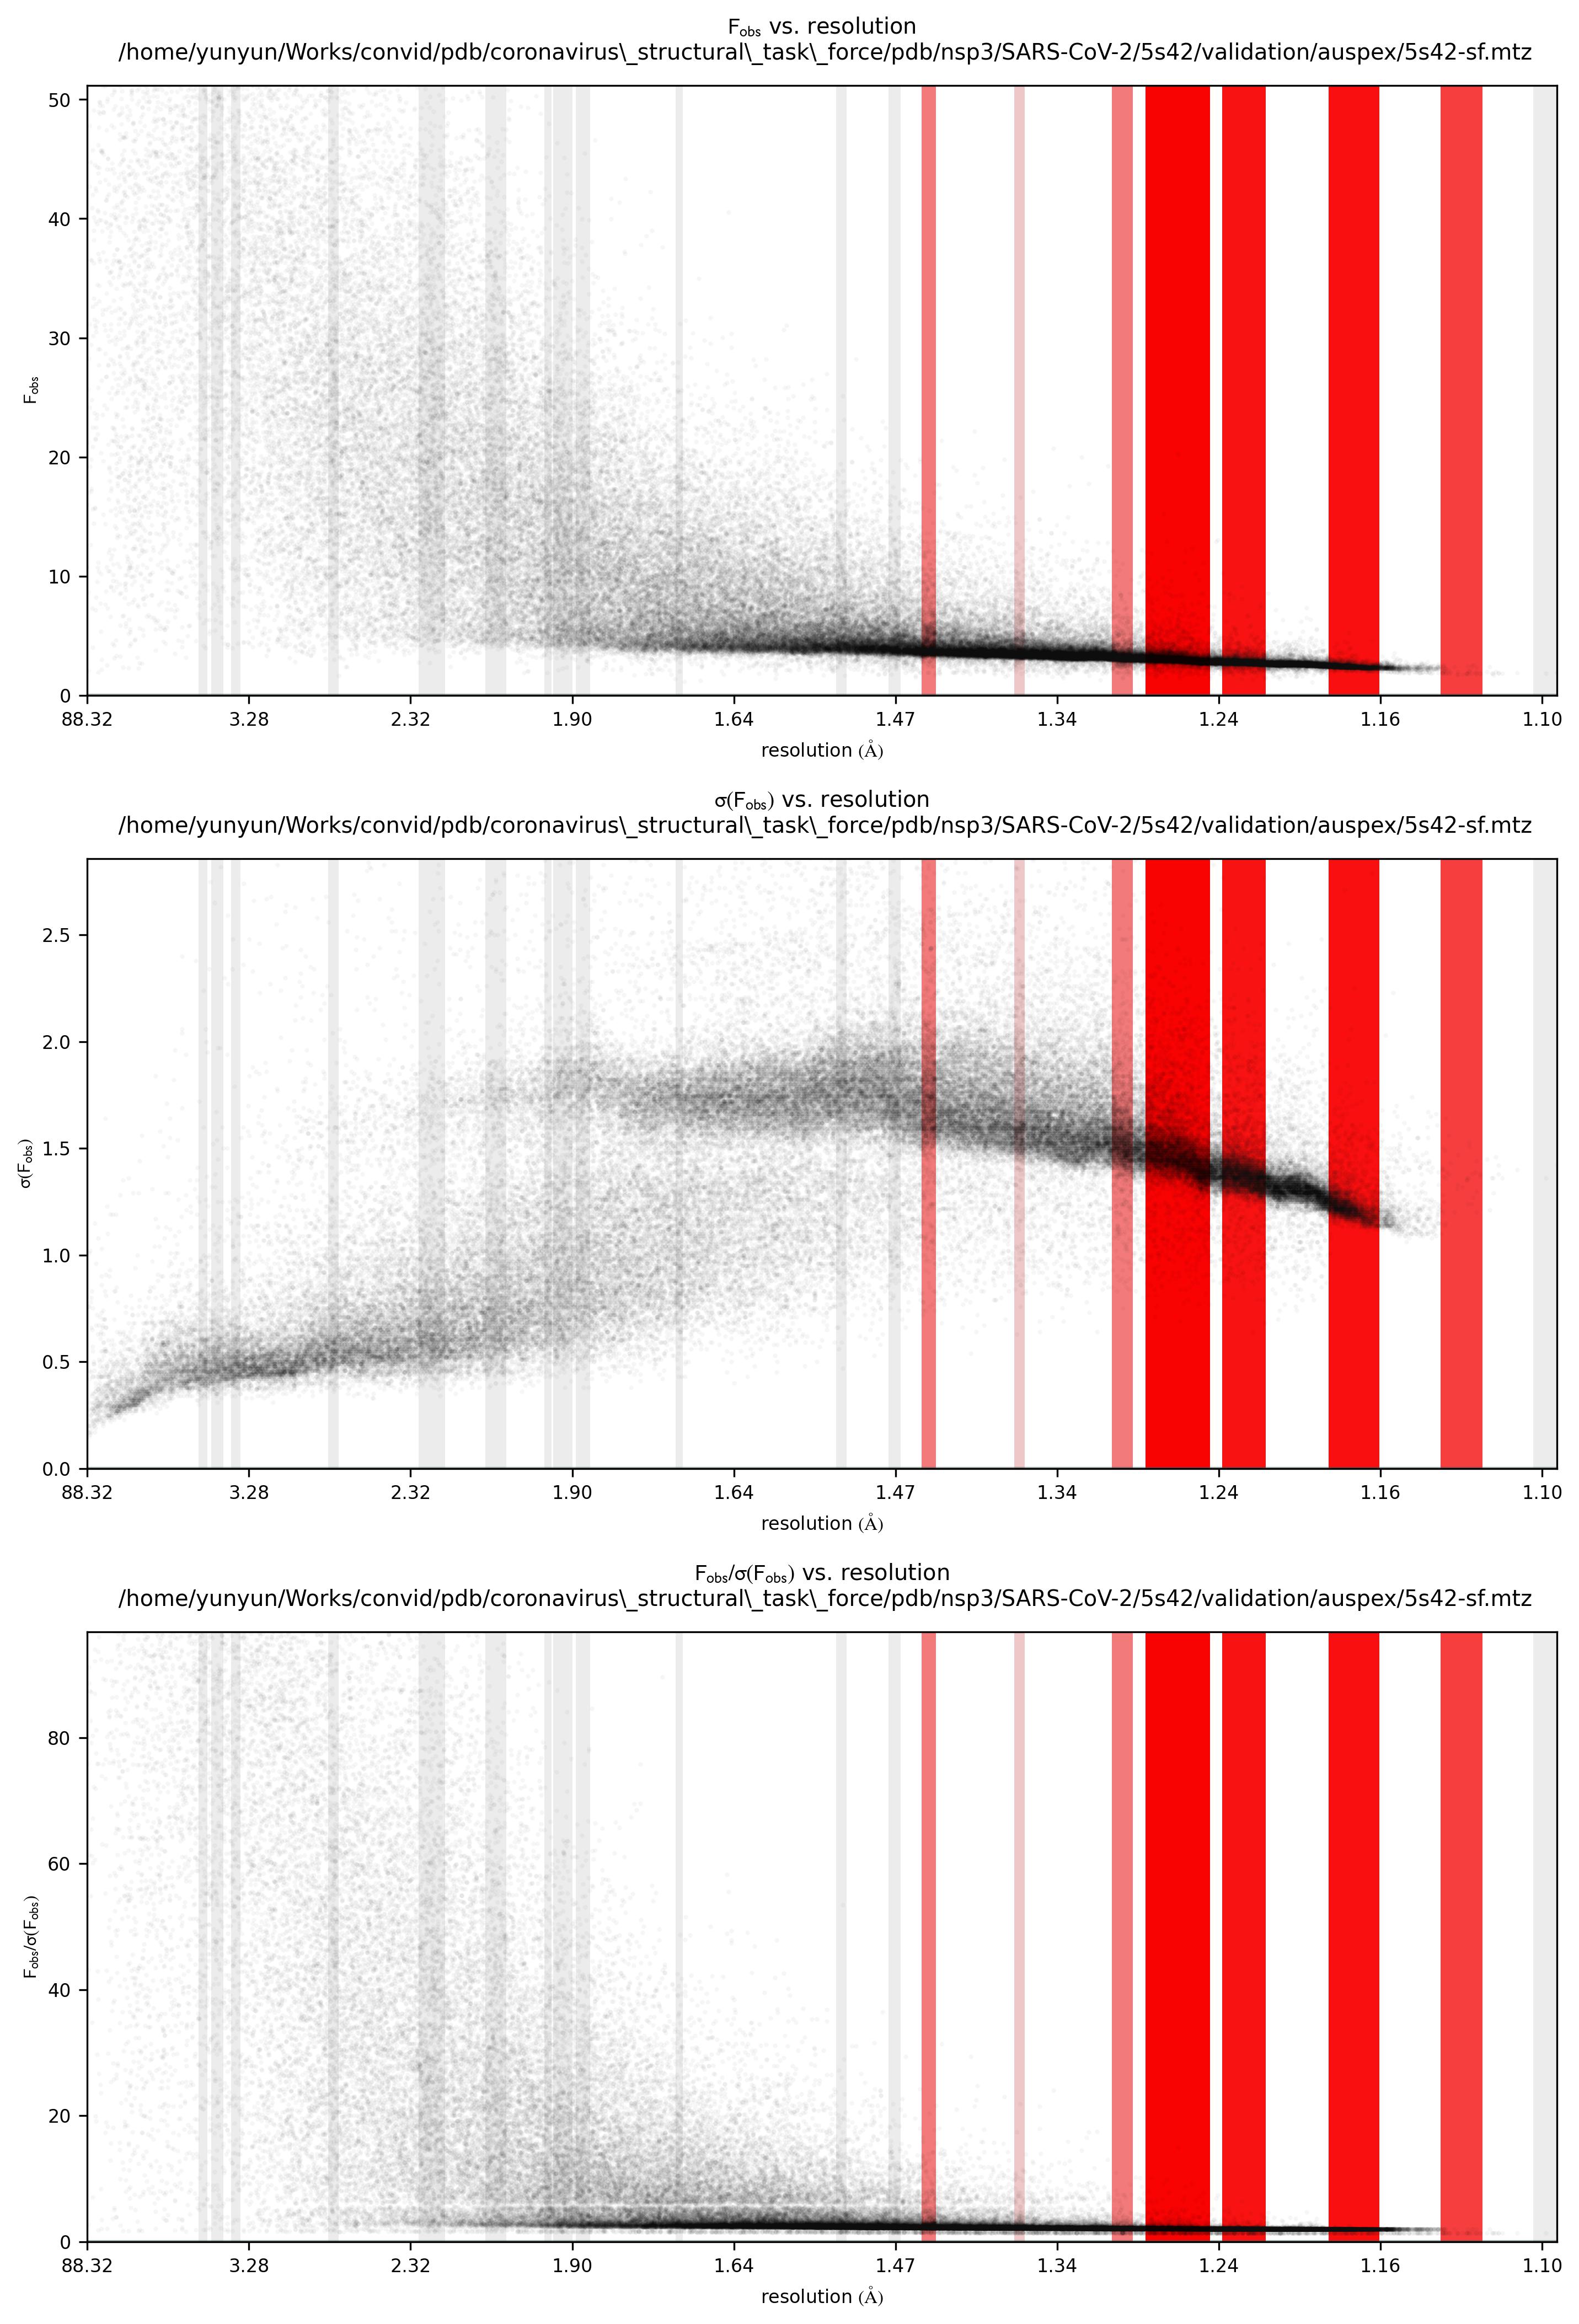 F_obs vs. resolution
/home/yunyun/Works/convid/pdb/coronavirus\_structural\_task\_force/pdb/nsp3/SARS-CoV-2/5s42/validation/auspex/5s42-sf.mtz
50
40
30
20
10
0
F_obs
88.32 3.28 2.32 1.90 1.64 1.47 1.34 1.24 1.16 1.10
resolution (Å)
σ(F_obs) vs. resolution
/home/yunyun/Works/convid/pdb/coronavirus\_structural\_task\_force/pdb/nsp3/SARS-CoV-2/5s42/validation/auspex/5s42-sf.mtz
2.5
2.0
1.5
1.0
0.5
0.0
σ(F_obs)
88.32 3.28 2.32 1.90 1.64 1.47 1.34 1.24 1.16 1.10
resolution (Å)
F_obs/σ(F_obs) vs. resolution
/home/yunyun/Works/convid/pdb/coronavirus\_structural\_task\_force/pdb/nsp3/SARS-CoV-2/5s42/validation/auspex/5s42-sf.mtz
80
60
40
20
0
F_obs/σ(F_obs)
88.32 3.28 2.32 1.90 1.64 1.47 1.34 1.24 1.16 1.10
resolution (Å)